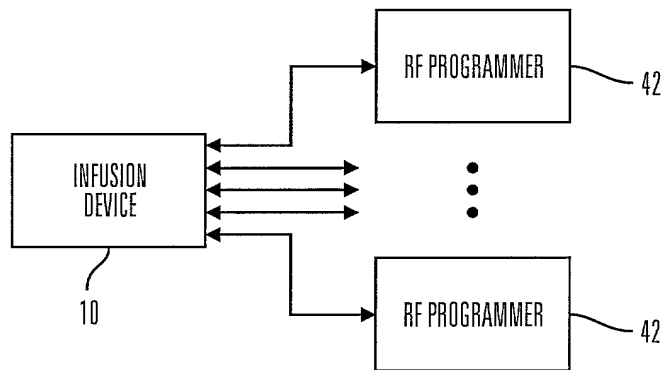 RF PROGRAMMER
42
INFUSION
DEVICE
10
RF PROGRAMMER
42